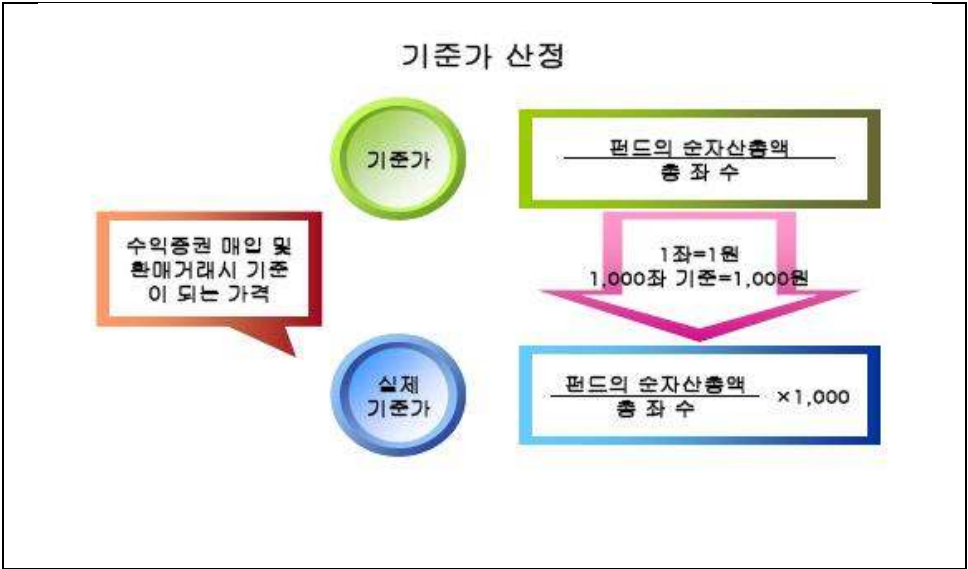 기준가 산정
기준가
펀드의 순자산총액
총 좌 수
수익증권 매입 및
환매거래시 기준
이 되는 가격
1좌=1원
1,000좌 기준=1,000원
실제
기준가
펀드의 순자산총액
총 좌 수
×1,000